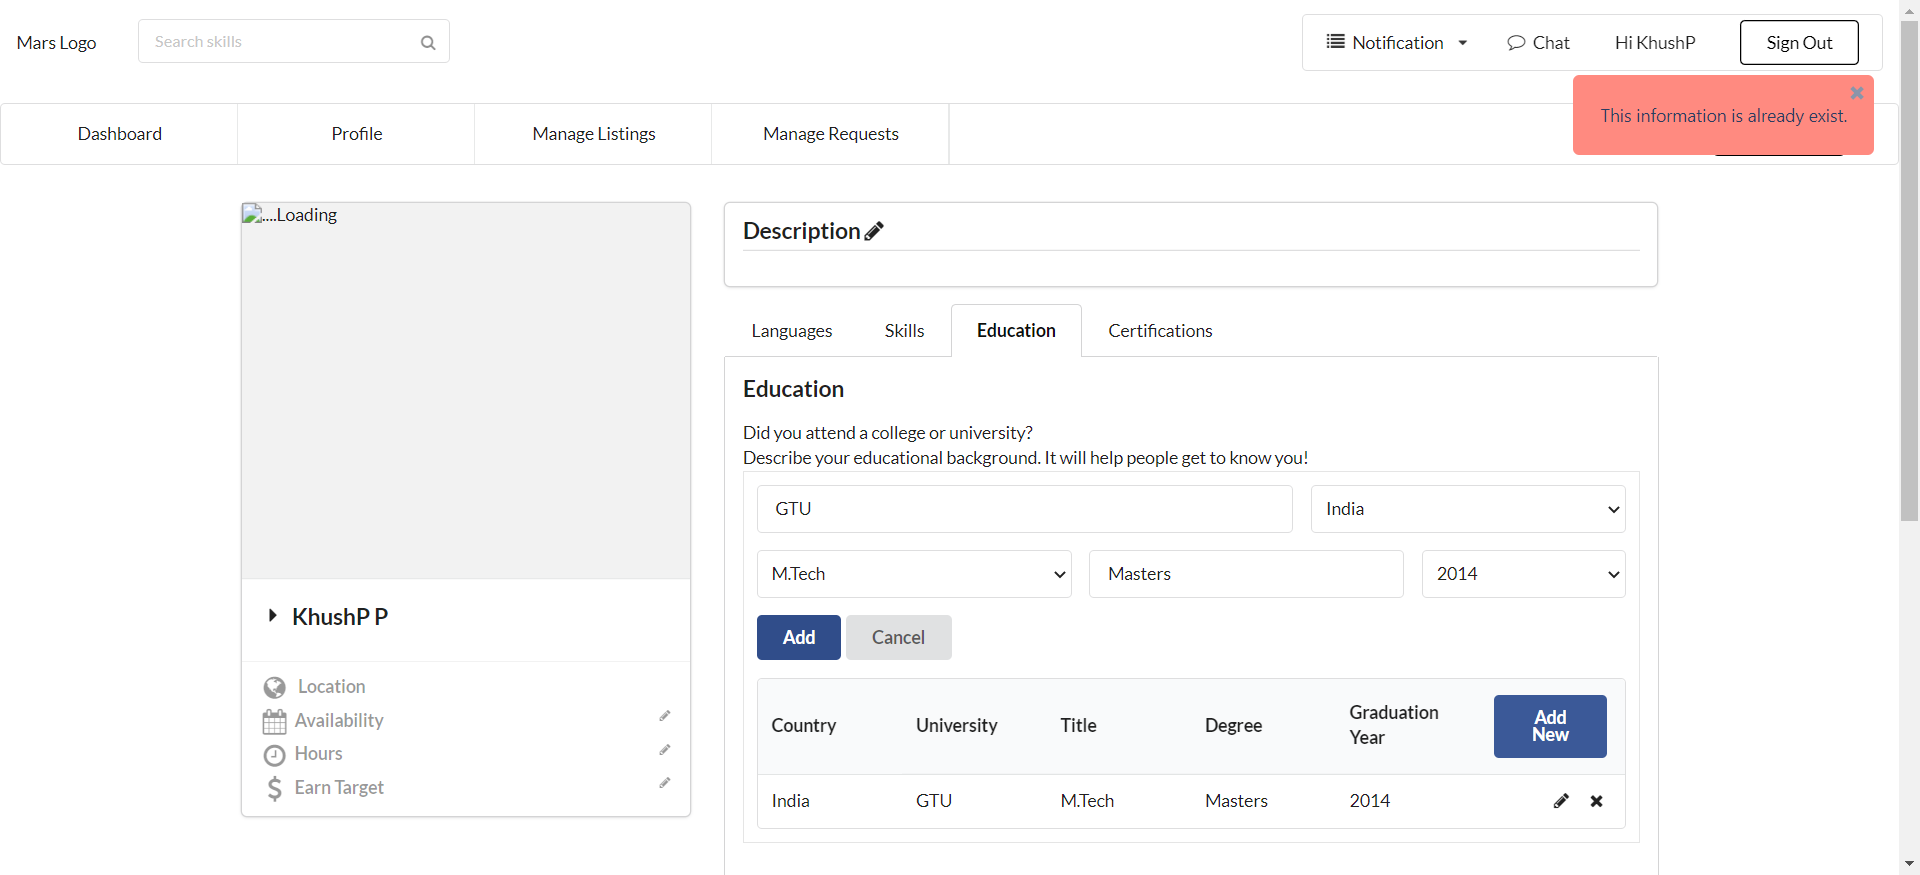 Mars Logo
Search skills
Notification
Chat
Hi KhushP
Sign Out
This information is already exist.
Dashboard
Profile
Manage Listings
Manage Requests
....Loading
KhushP P
Location
Availability
Hours
Earn Target
Description
Languages
Skills
Education
Certifications
Education
Did you attend a college or university?
Describe your educational background. It will help people get to know you!
GTU
India
M.Tech
Masters
2014
Add
Cancel
Country
University
Title
Degree
Graduation
Year
Add
New
India
GTU
M.Tech
Masters
2014